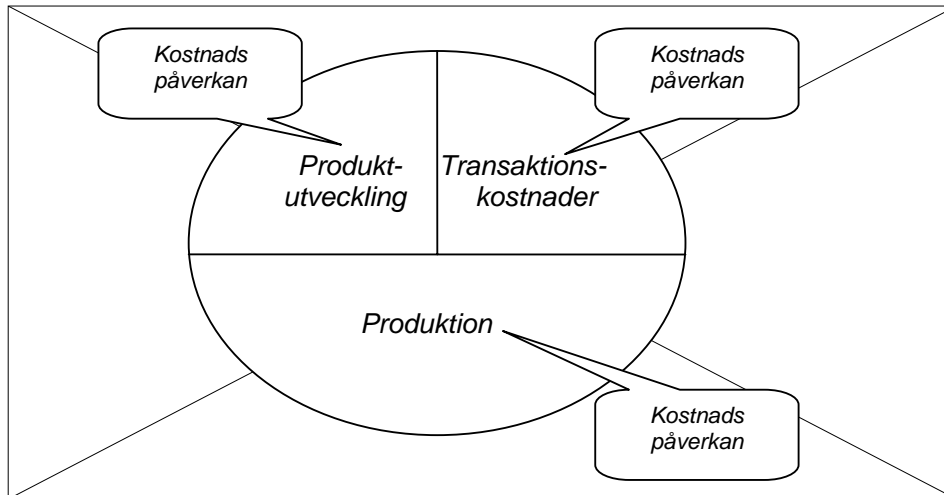 Kostnads
påverkan
Kostnads
påverkan
Produkt-
utveckling
Transaktions-
kostnader
Produktion
Kostnads
påverkan